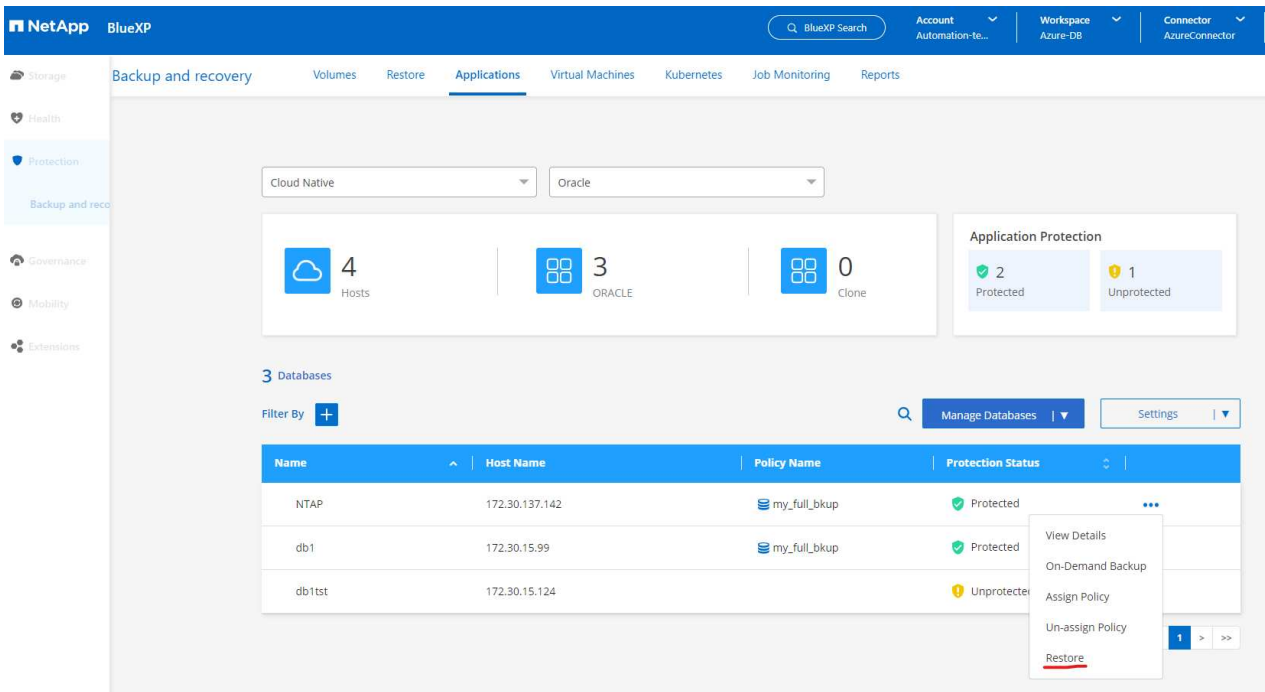 NetApp BlueXP BlueXP Search Account Workspace Connector
Automation-te... Azure-DB AzureConnector
Storage
Backup and recovery Volumes Restore Applications Virtual Machines Kubernetes Job Monitoring Reports
Health
Protection
Backup and reco
Governance
Mobility
Extensions
Cloud Native Oracle
4 Hosts
3 ORACLE
0 Clone
Application Protection
2 Protected
1 Unprotected
3 Databases
Filter By + Manage Databases | ▼ Settings | ▼
Name Host Name Policy Name Protection Status
NTAP 172.30.137.142 my_full_bkup Protected •••
db1 172.30.15.99 my_full_bkup Protected
db1tst 172.30.15.124 Unprotected
View Details
On-Demand Backup
Assign Policy
Un-assign Policy
Restore
1 > >>